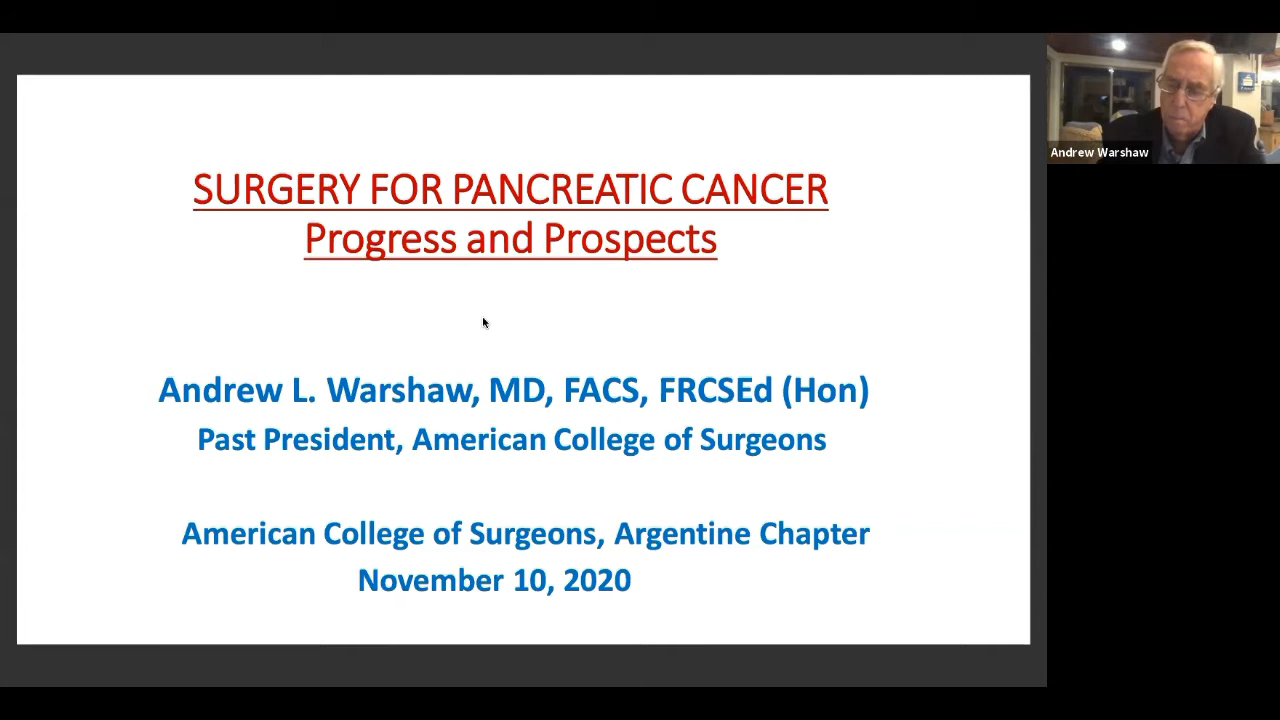 SURGERY FOR PANCREATIC CANCER
Progress and Prospects
Andrew L. Warshaw, MD, FACS, FRCSEd (Hon)
Past President, American College of Surgeons
American College of Surgeons, Argentine Chapter
November 10, 2020
Andrew Warshaw